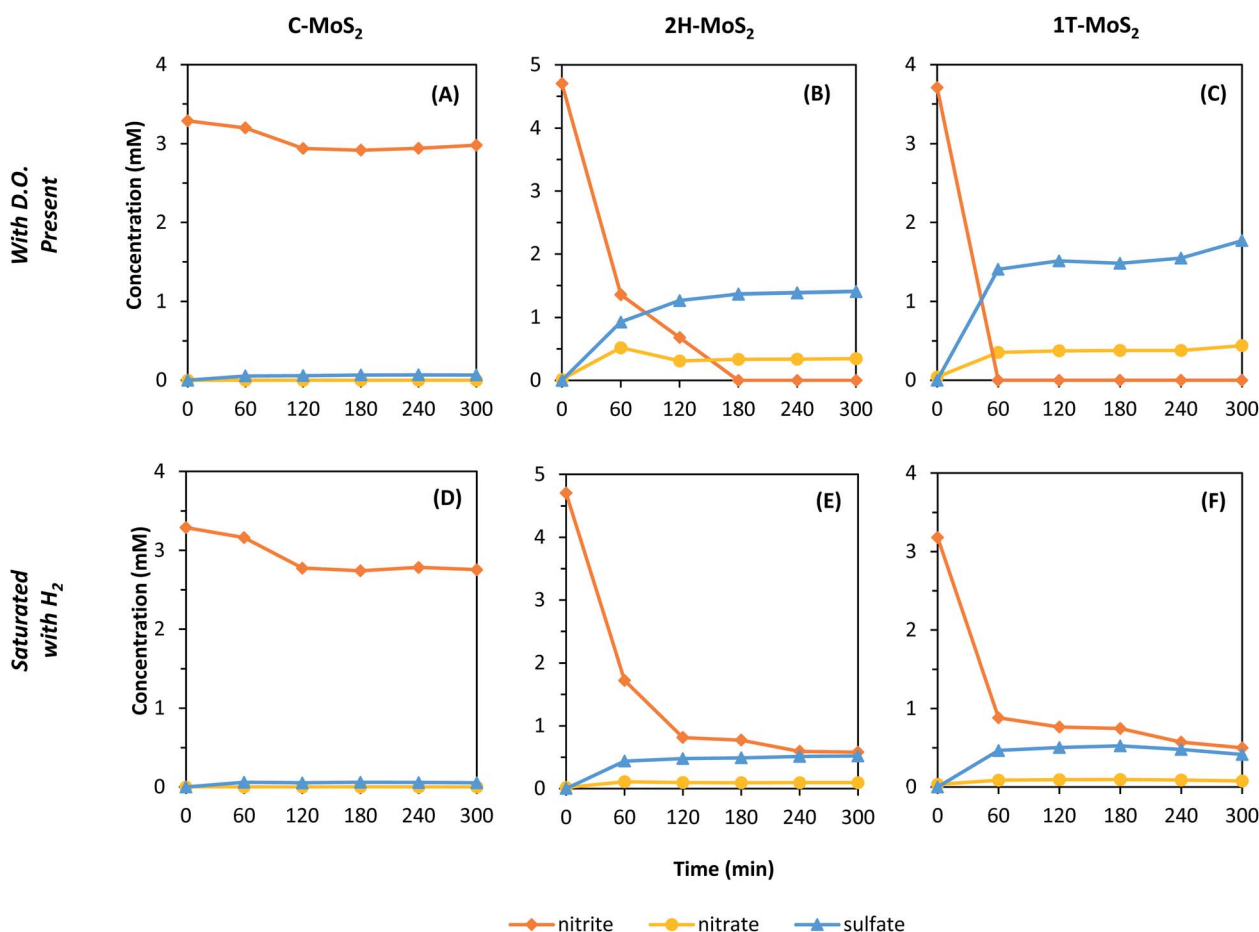 C-MoS₂
2H-MoS₂
1T-MoS₂
With D.O.
Present
Concentration (mM)
4
3
2
1
0
(A)
0 60 120 180 240 300
5
4
3
2
1
0
(B)
0 60 120 180 240 300
4
3
2
1
0
(C)
0 60 120 180 240 300
Saturated
with H₂
Concentration (mM)
4
3
2
1
0
(D)
0 60 120 180 240 300
5
4
3
2
1
0
(E)
0 60 120 180 240 300
4
3
2
1
0
(F)
0 60 120 180 240 300
Time (min)
nitrite nitrate sulfate